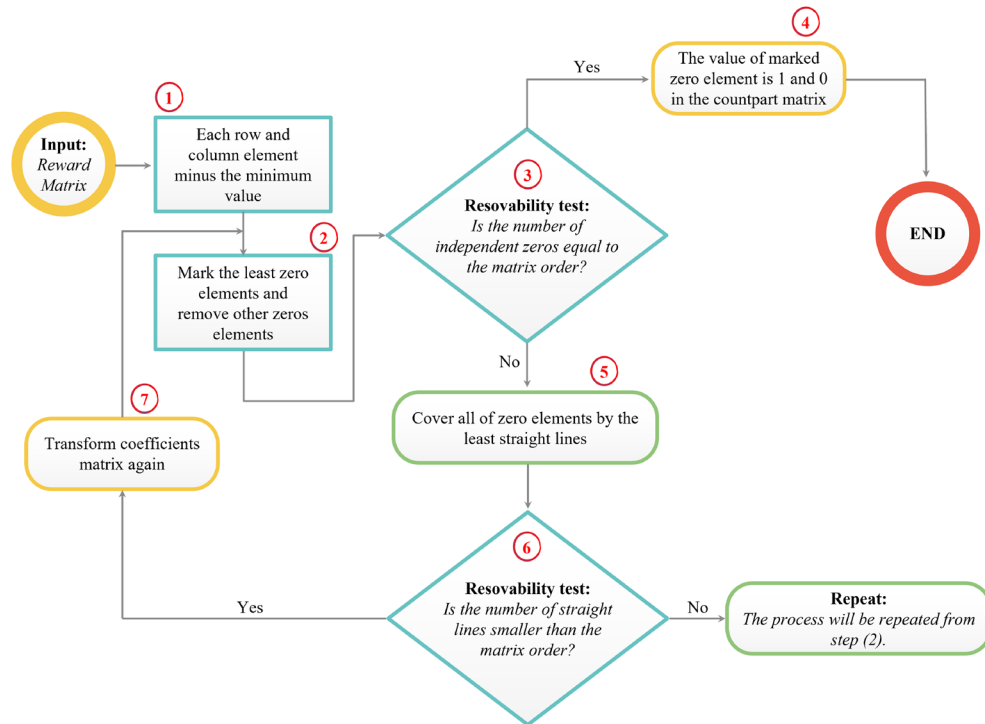 4
The value of marked
zero element is 1 and 0
in the countpart matrix
Yes
1
Input:
Reward
Matrix
Each row and
column element
minus the minimum
value
3
Resovability test:
Is the number of
independent zeros equal to
the matrix order?
END
2
Mark the least zero
elements and
remove other zeros
elements
No
5
Cover all of zero elements by the
least straight lines
7
Transform coefficients
matrix again
6
Resovability test:
Is the number of straight
lines smaller than the
matrix order?
Yes
No
Repeat:
The process will be repeated from
step (2).